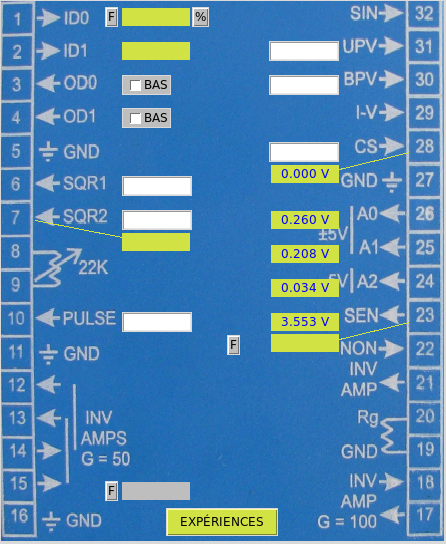 1 ID0 F % SIN 32
2 ID1 UPV 31
3 OD0 BAS BPV 30
4 OD1 BAS I-V 29
5 GND CS 28
0.000 V
6 SQR1 GND 27
7 SQR2 0.260 V A0 26
±5V
8 22K 0.208 V A1 25
9 0.034 V 5V A2 24
10 PULSE 3.553 V SEN 23
11 GND F NON 22
INV
12 AMP 21
13 INV Rg 20
AMPS
14 G = 50 GND 19
15 F INV 18
AMP
16 GND EXPÉRIENCES G = 100 17